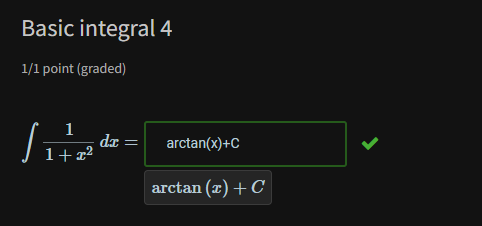 Basic integral 4
1/1 point (graded)
∫ 1/(1 + x²) dx = arctan(x)+C
arctan (x) + C